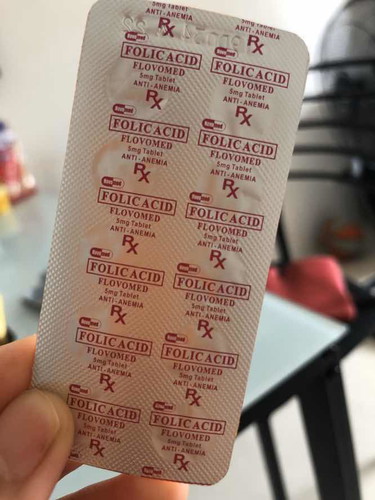 ANTI-ANEMIA
Rx
FOLIC ACID
FLOVOMED
5mg Tablet
ANTI-ANEMIA
Rx
FOLIC ACID
FLOVOMED
5mg Tablet
ANTI-ANEMIA
Rx
FOLIC ACID
FLOVOMED
5mg Tablet
ANTI-ANEMIA
Rx
FOLIC ACID
FLOVOMED
5mg Tablet
ANTI-ANEMIA
Rx
FOLIC ACID
FLOVOMED
5mg Tablet
ANTI-ANEMIA
Rx
FOLIC ACID
FLOVOMED
5mg Tablet
ANTI-ANEMIA
Rx
5mg Tablet
ANTI-ANEMIA
Rx
FOLIC ACID
FLOVOMED
5mg Tablet
ANTI-ANEMIA
Rx
FOLIC ACID
FLOVOMED
5mg Tablet
ANTI-ANEMIA
Rx
FOLIC ACID
FLOVOMED
5mg Tablet
ANTI-ANEMIA
Rx
FOLIC ACID
FLOVOMED
5mg Tablet
ANTI-ANEMIA
Rx
FOLIC ACID
FLOVOMED
5mg Tablet
ANTI-ANEMIA
Rx
FOLIC ACID
FLOVOMED
5mg Tablet
ANTI-ANEMIA
Rx